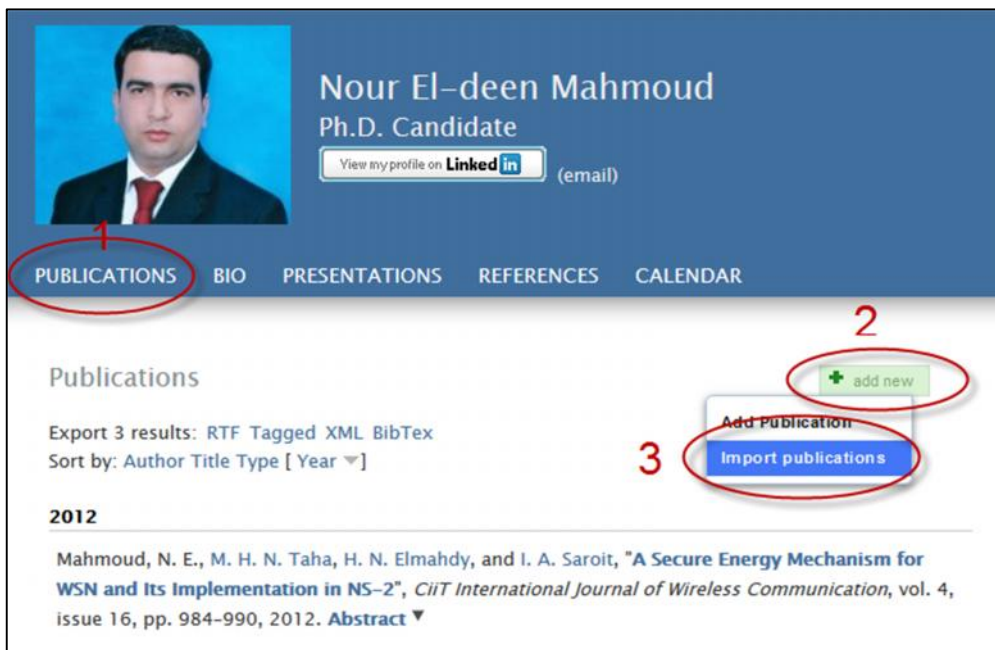 Nour El-deen Mahmoud
Ph.D. Candidate
View my profile on Linked in (email)
1
PUBLICATIONS BIO PRESENTATIONS REFERENCES CALENDAR
2
Publications
+ add new
Add Publication
Export 3 results: RTF Tagged XML BibTex
3 Import publications
Sort by: Author Title Type [ Year ▼]
2012
Mahmoud, N. E., M. H. N. Taha, H. N. Elmahdy, and I. A. Saroit, "A Secure Energy Mechanism for
WSN and Its Implementation in NS-2", CiiT International Journal of Wireless Communication, vol. 4,
issue 16, pp. 984-990, 2012. Abstract ▼